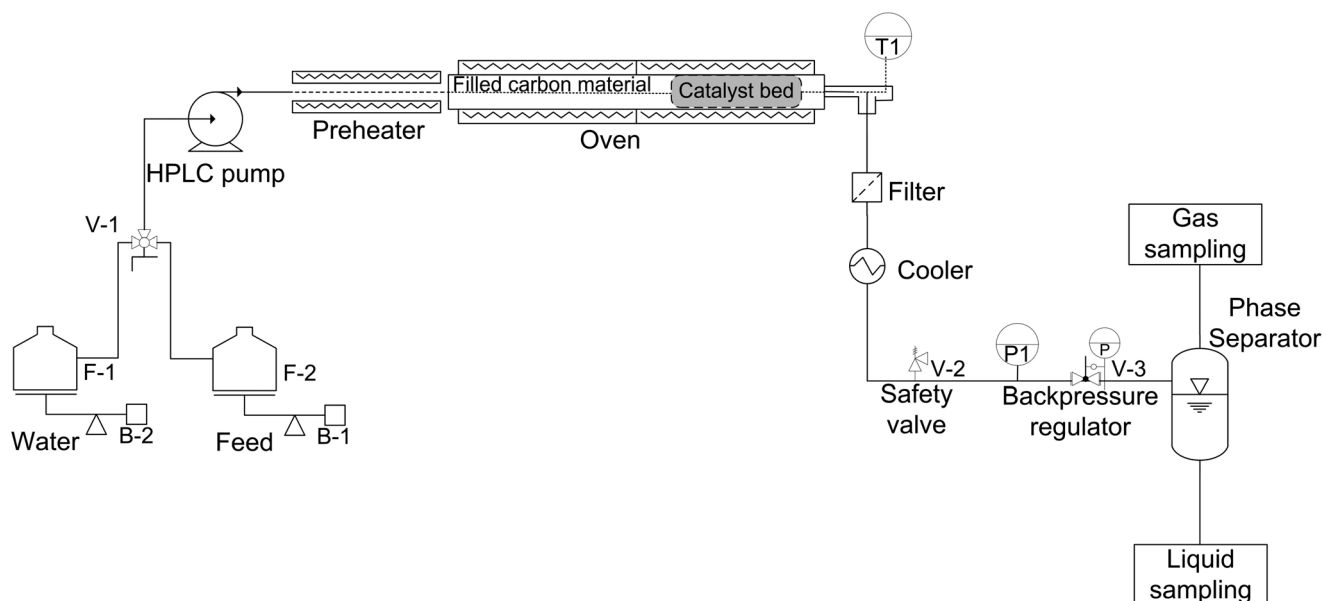 T1
Filled carbon material
Catalyst bed
Preheater
Oven
HPLC pump
Filter
V-1
Gas
sampling
Cooler
Phase
Separator
F-1
F-2
P1
P
V-2
V-3
Safety
valve
Backpressure
regulator
Water
B-2
Feed
B-1
Liquid
sampling